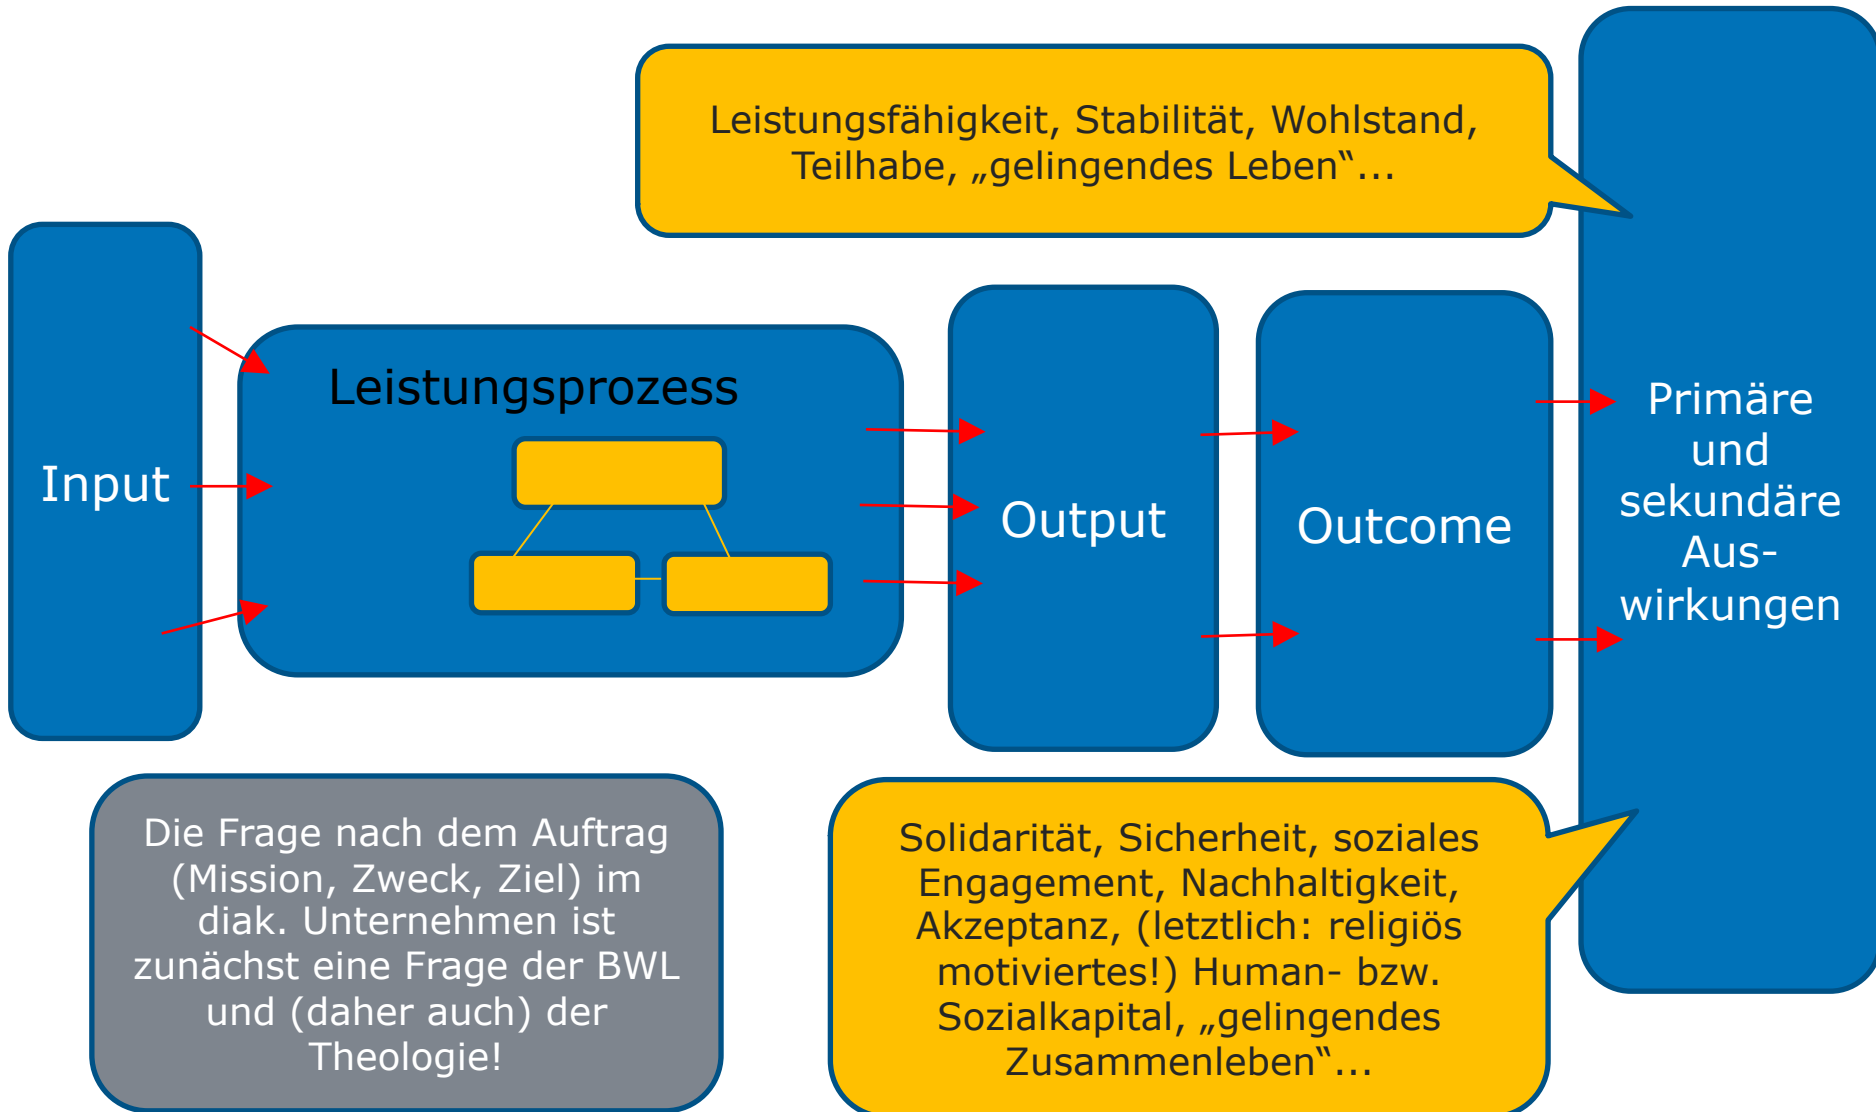 Leistungsfähigkeit, Stabilität, Wohlstand,
Teilhabe, „gelingendes Leben“...
Input
Leistungsprozess
Output
Outcome
Primäre
und
sekundäre
Aus-
wirkungen
Die Frage nach dem Auftrag
(Mission, Zweck, Ziel) im
diak. Unternehmen ist
zunächst eine Frage der BWL
und (daher auch) der
Theologie!
Solidarität, Sicherheit, soziales
Engagement, Nachhaltigkeit,
Akzeptanz, (letztlich: religiös
motiviertes!) Human- bzw.
Sozialkapital, „gelingendes
Zusammenleben“...